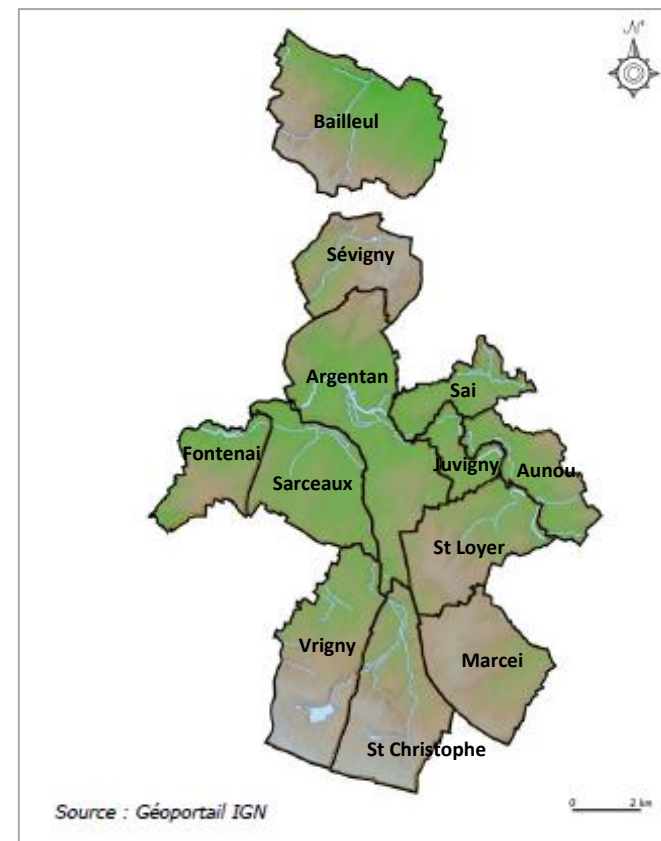 N
Bailleul
Sévigny
Argentan
Sai
Fontenai
Juvigny
Aunou
Sarceaux
St Loyer
Vrigny
Marcei
St Christophe
0 2 km
Source : Géoportail IGN